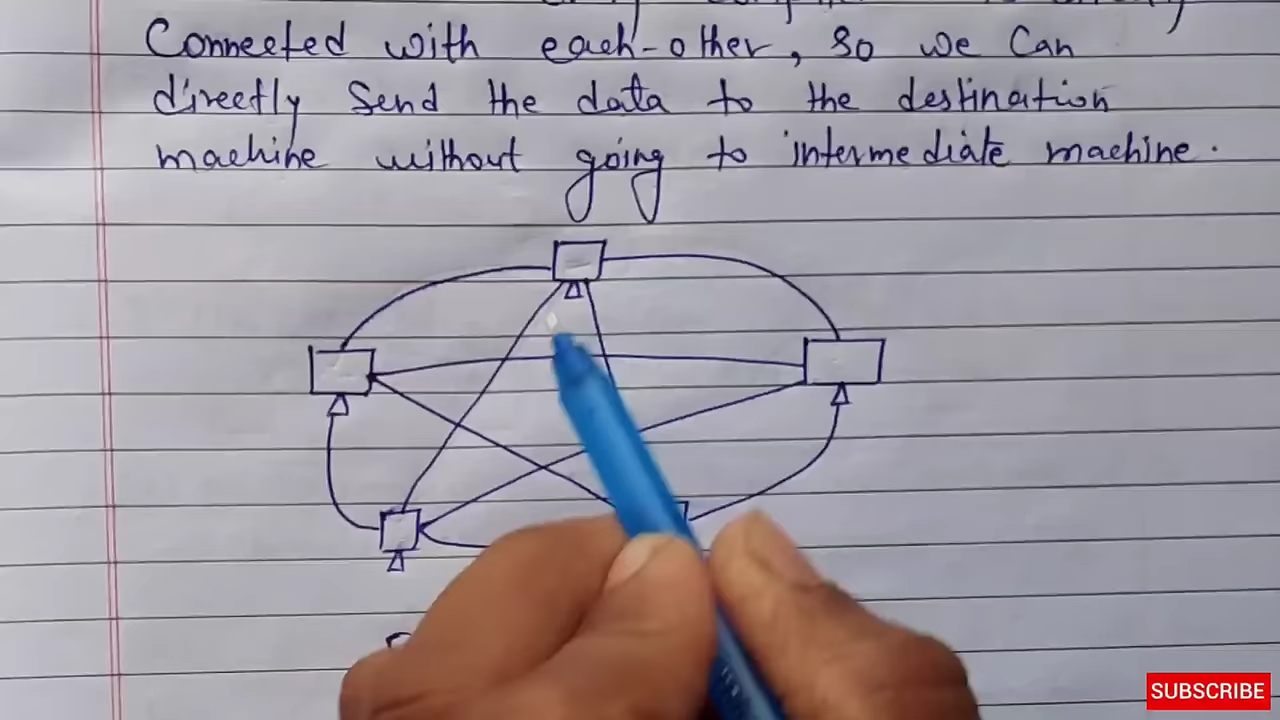 Connected with each-other, so we Can
directly Send the data to the destination
machine without going to intermediate machine.
SUBSCRIBE